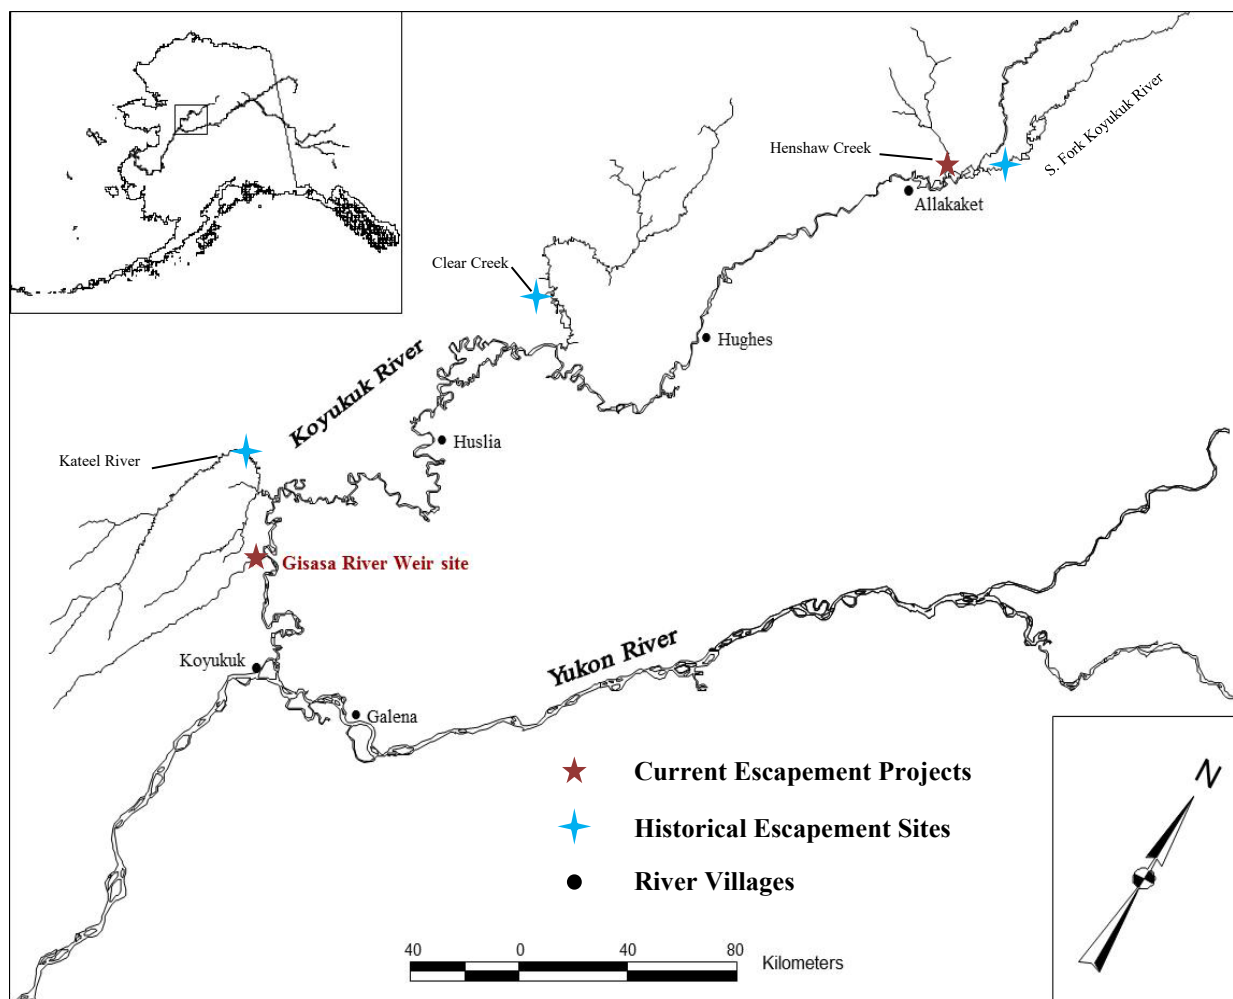 S. Fork Koyukuk River
Henshaw Creek
Allakaket
Clear Creek
Hughes
Koyukuk River
Huslia
Kateel River
Gisasa River Weir site
Koyukuk
Yukon River
Galena
Current Escapement Projects
Historical Escapement Sites
River Villages
N
40 0 40 80
Kilometers